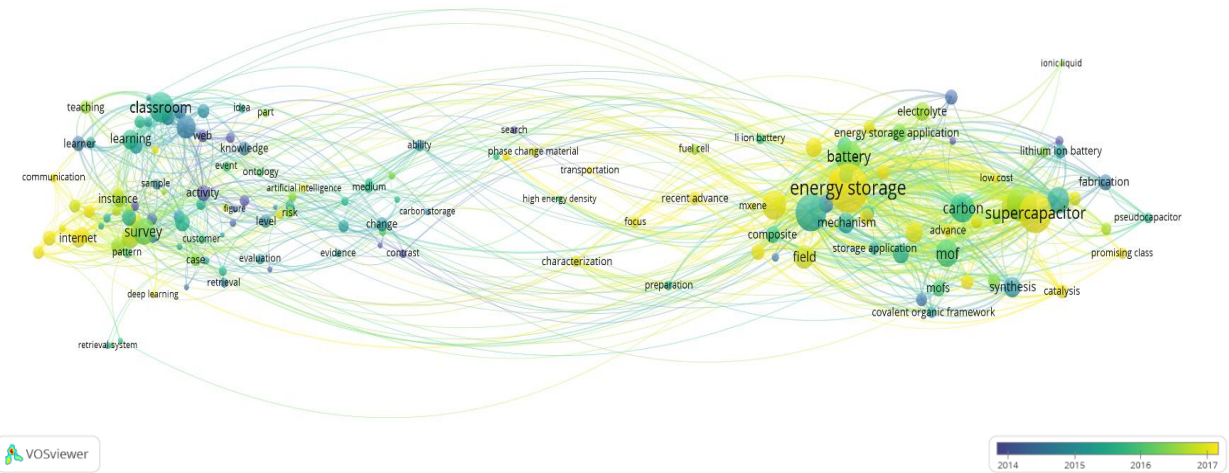 ionic liquid
teaching
classroom
idea
part
electrolyte
learner
learning
web
knowledge
search
ability
li ion battery
energy storage application
event
ontology
phase change material
fuel cell
battery
lithium ion battery
communication
sample
activity
artificial intelligence
medium
transportation
low cost
fabrication
instance
figure
risk
level
carbon storage
high energy density
recent advance
energy storage
mxene
carbon
supercapacitor
pseudocapacitor
internet
survey
customer
change
focus
composite
mechanism
advance
pattern
case
evaluation
evidence
contrast
characterization
field
storage application
mof
promising class
deep learning
retrieval
preparation
mofs
synthesis
catalysis
covalent organic framework
retrieval system
VOSviewer
2014 2015 2016 2017